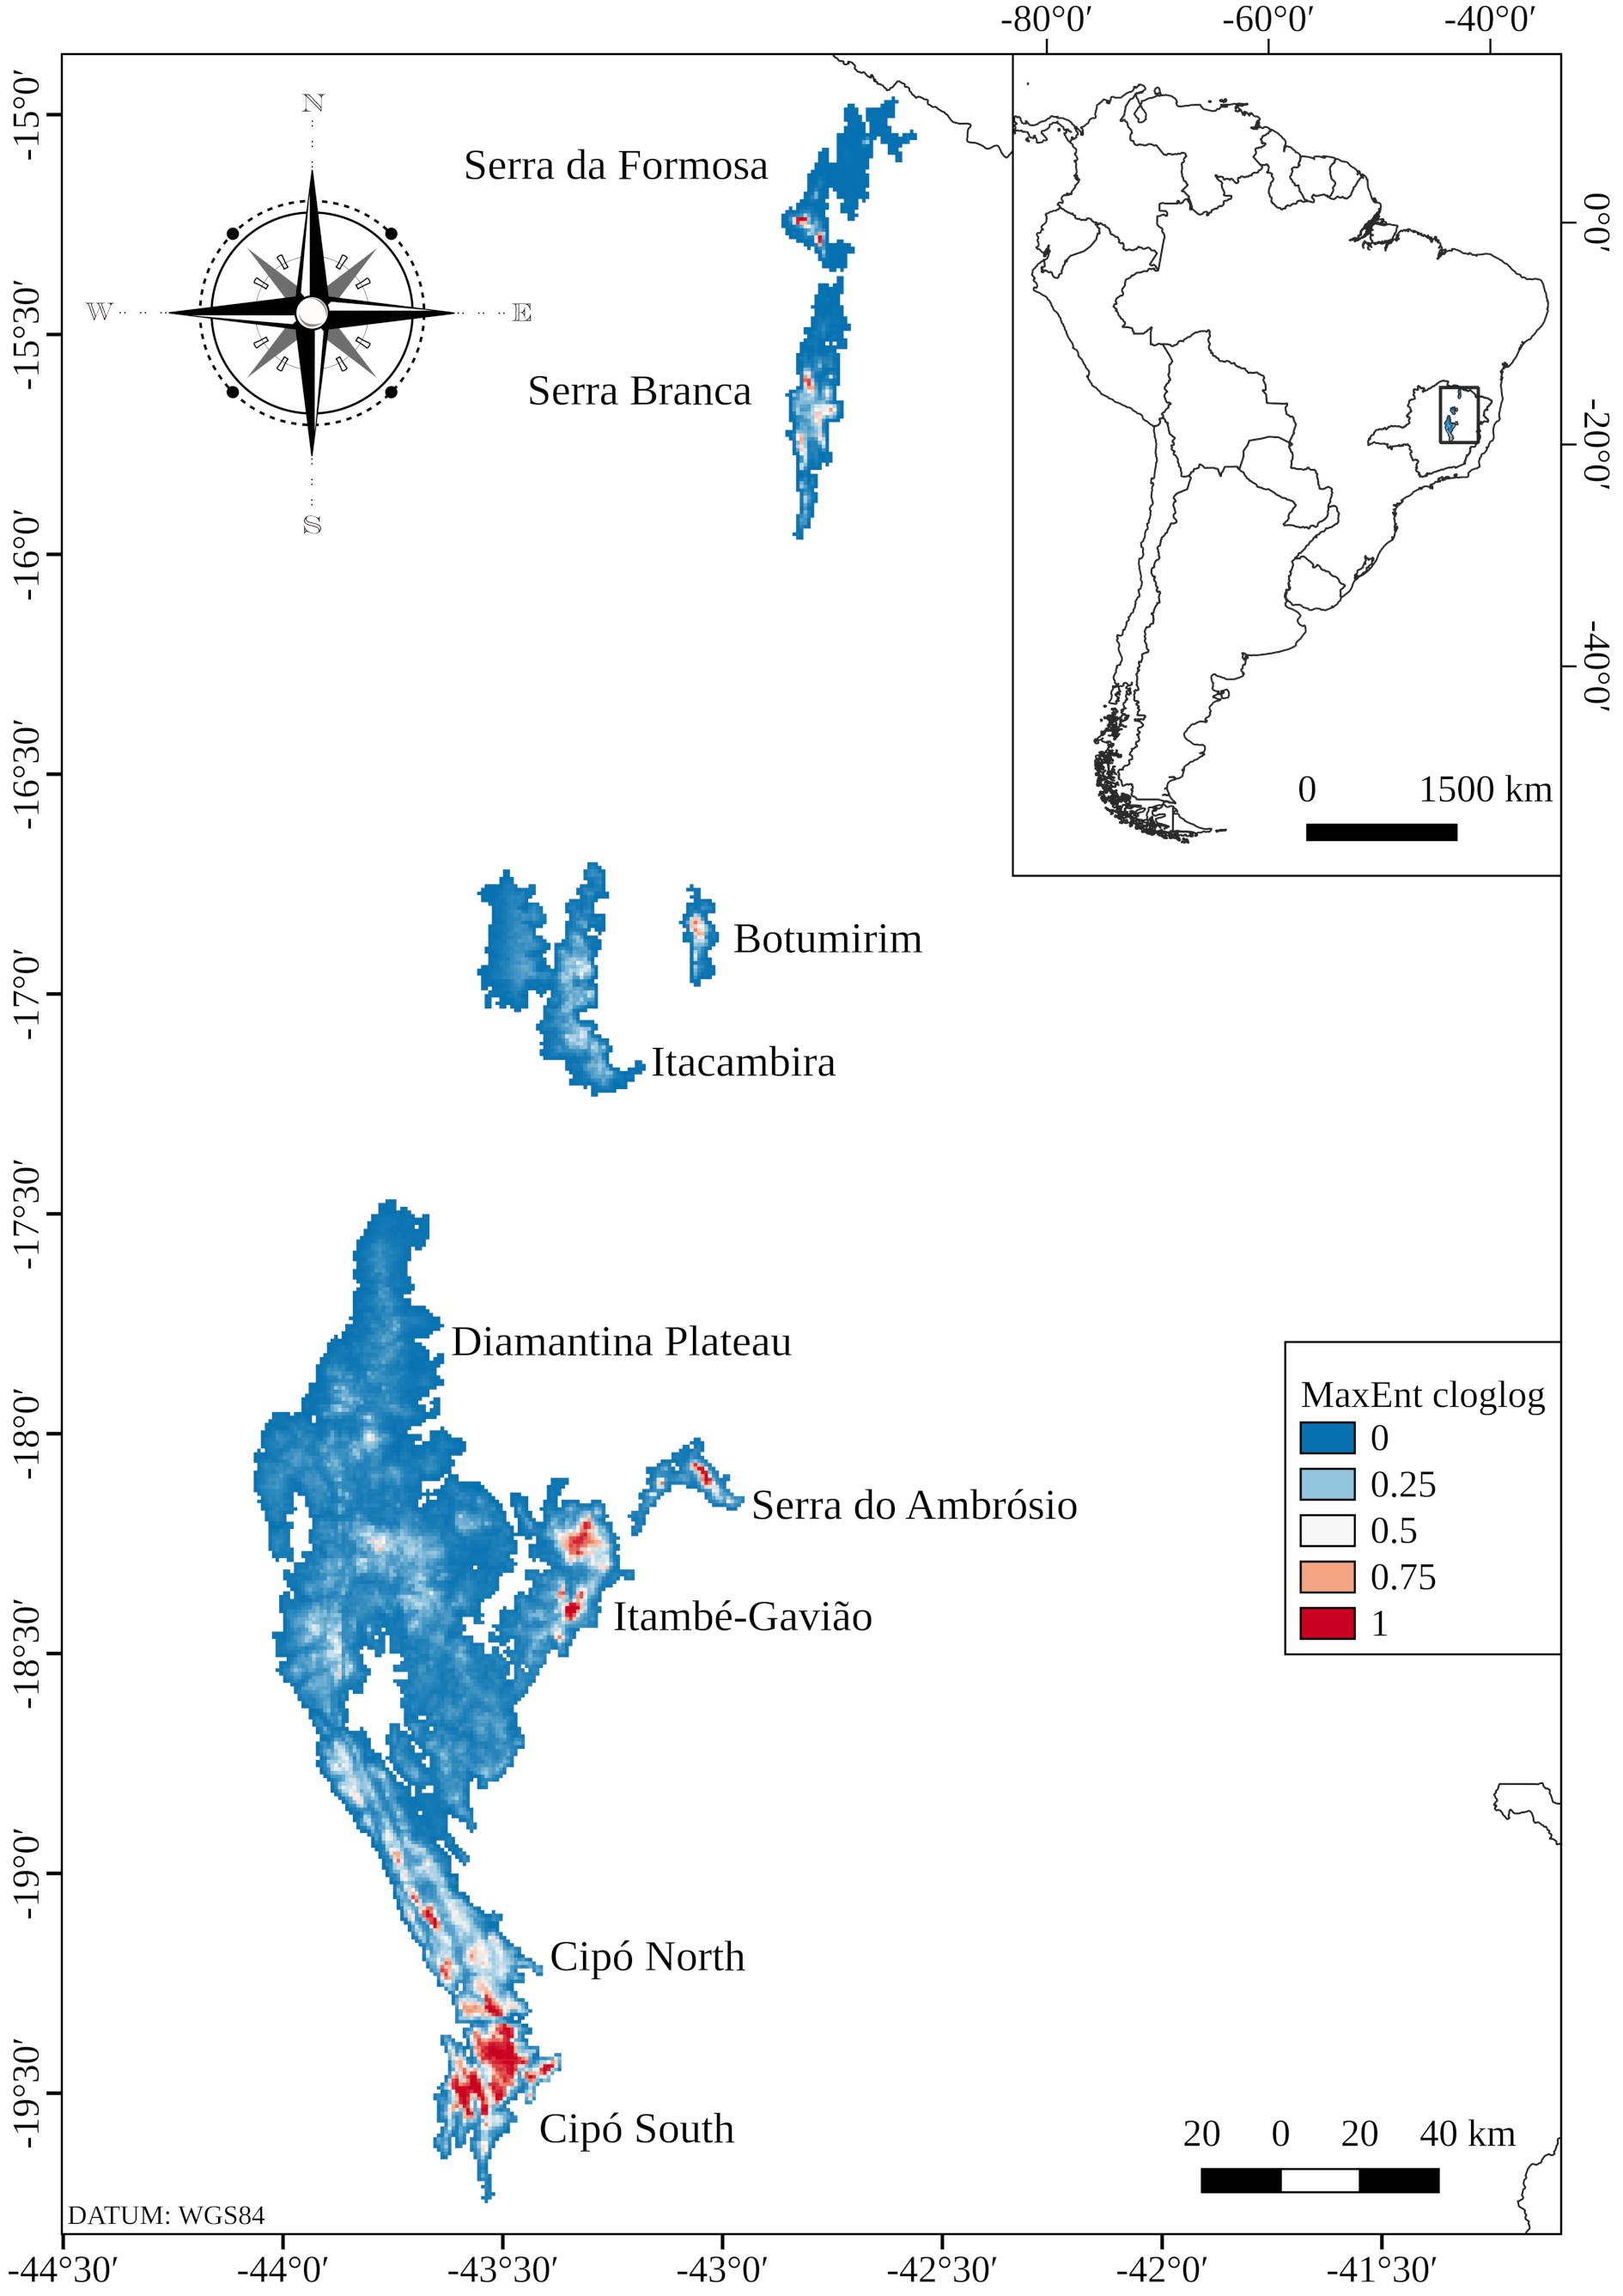 -80°0′ -60°0′ -40°0′
-15°0′
-15°30′
-16°0′
-16°30′
-17°0′
-17°30′
-18°0′
-18°30′
-19°0′
-19°30′
N
W
E
S
Serra da Formosa
Serra Branca
0°0′
-20°0′
-40°0′
0 1500 km
Botumirim
Itacambira
Diamantina Plateau
Serra do Ambrósio
Itambé-Gavião
Cipó North
Cipó South
MaxEnt cloglog
0
0.25
0.5
0.75
1
20 0 20 40 km
DATUM: WGS84
-44°30′ -44°0′ -43°30′ -43°0′ -42°30′ -42°0′ -41°30′